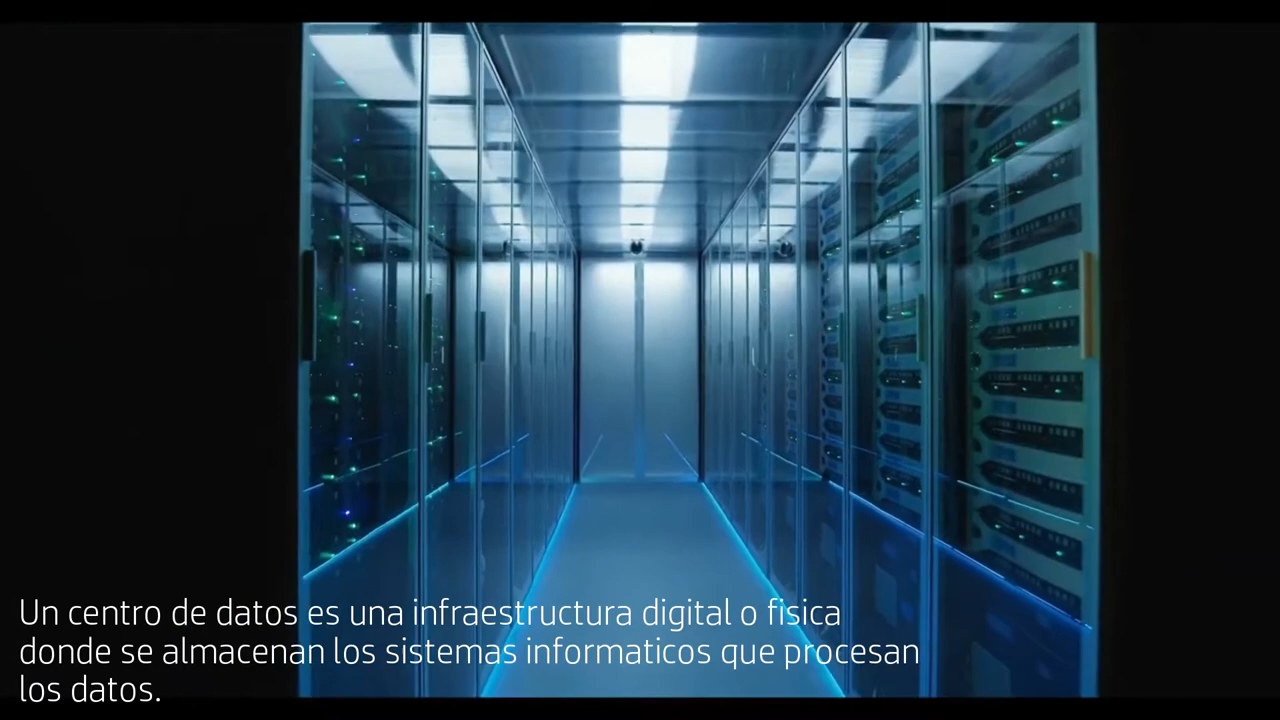 Un centro de datos es una infraestructura digital o fisica
donde se almacenan los sistemas informaticos que procesan
los datos.